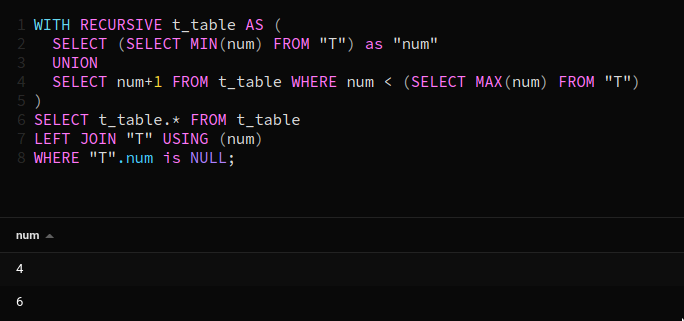 1 WITH RECURSIVE t_table AS (
2   SELECT (SELECT MIN(num) FROM "T") as "num"
3   UNION
4   SELECT num+1 FROM t_table WHERE num < (SELECT MAX(num) FROM "T")
5 )
6 SELECT t_table.* FROM t_table
7 LEFT JOIN "T" USING (num)
8 WHERE "T".num is NULL;
num
4
6